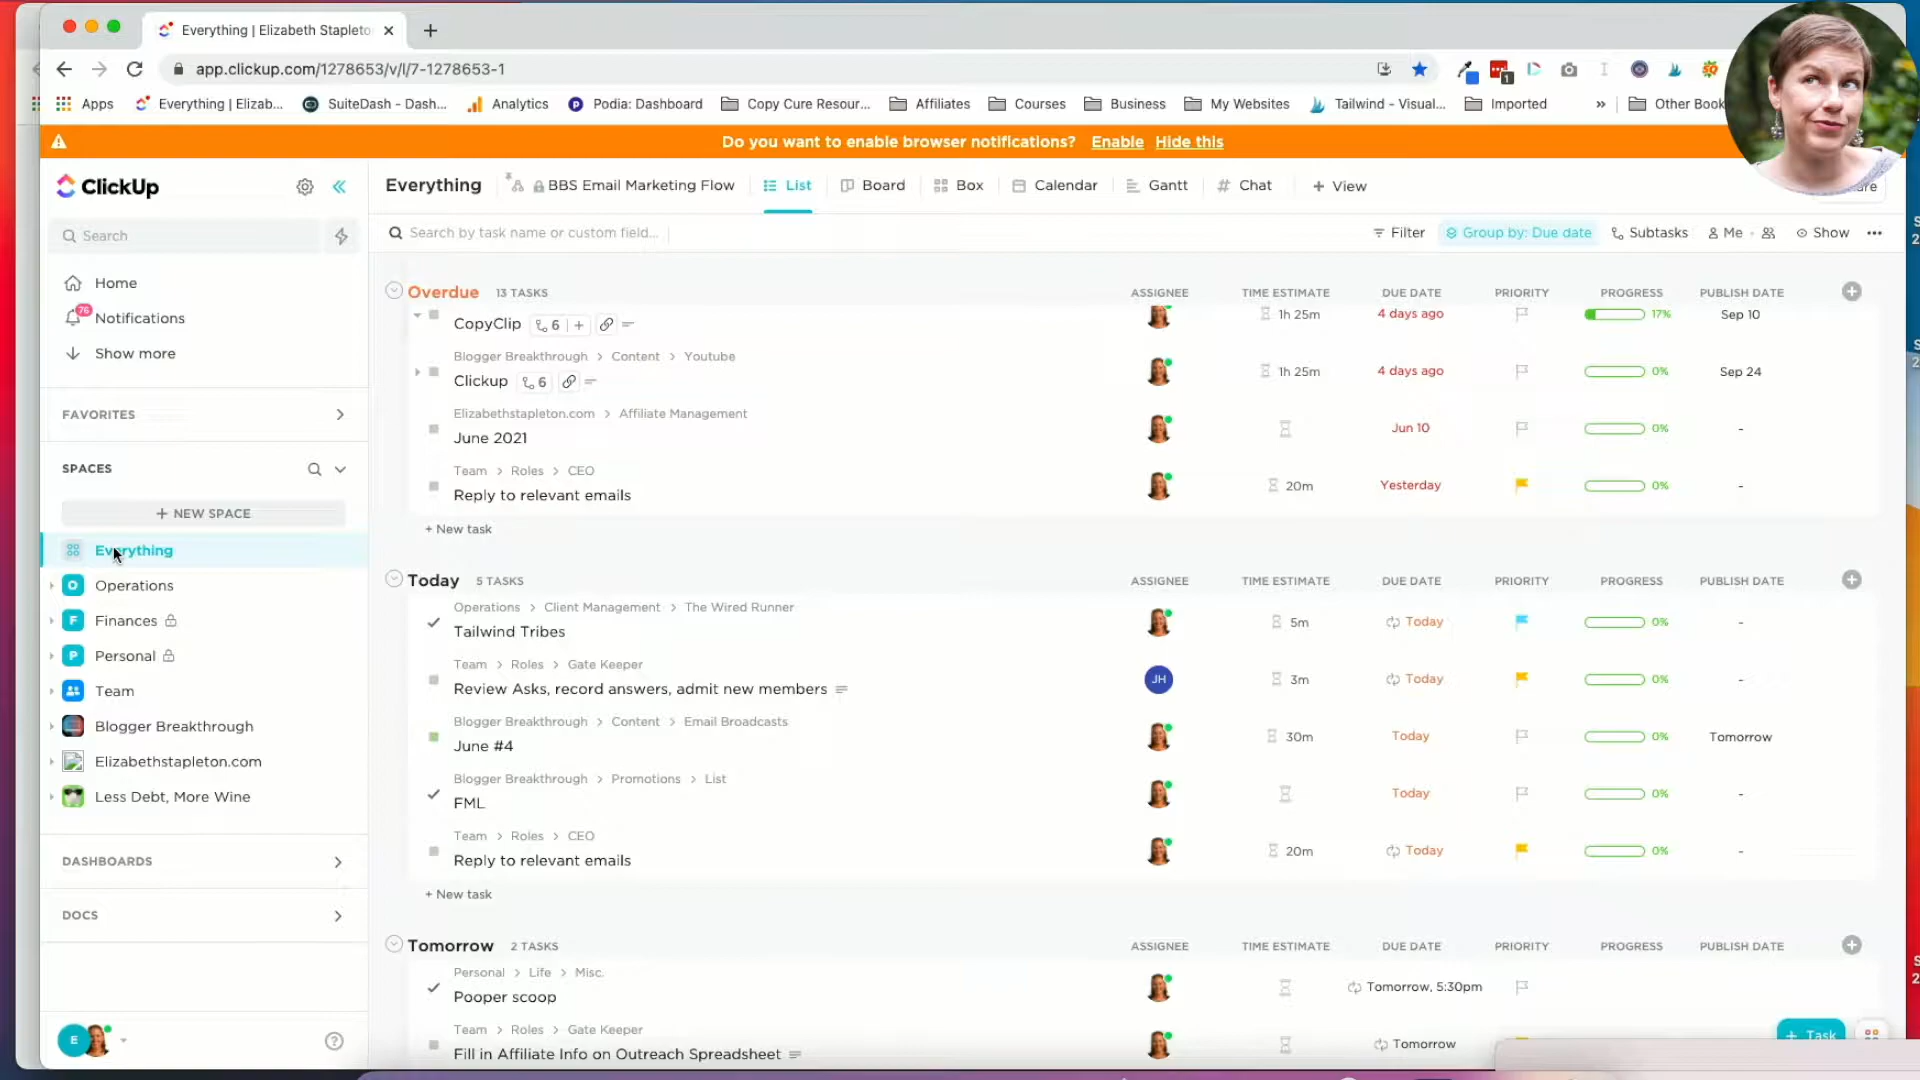 Everything | Elizabeth Stapleto
app.clickup.com/1278653/v/l/7-1278653-1
1
Apps
Everything | Elizab...
SuiteDash - Dash...
Analytics
Podia: Dashboard
Copy Cure Resour...
Affiliates
Courses
Business
My Websites
Tailwind - Visual...
Imported
»
Other Book
Do you want to enable browser notifications? Enable Hide this
ClickUp
Everything
BBS Email Marketing Flow
List
Board
Box
Calendar
Gantt
Chat
+ View
Search
Search by task name or custom field...
Filter
Group by: Due date
Subtasks
Me
Show
Home
76
Notifications
Show more
FAVORITES
SPACES
+ NEW SPACE
Everything
O Operations
F Finances
P Personal
Team
Blogger Breakthrough
Elizabethstapleton.com
Less Debt, More Wine
DASHBOARDS
DOCS
E
Overdue 13 TASKS ASSIGNEE TIME ESTIMATE DUE DATE PRIORITY PROGRESS PUBLISH DATE
CopyClip 6 + 1h 25m 4 days ago 17% Sep 10
Blogger Breakthrough > Content > Youtube
Clickup 6 1h 25m 4 days ago 0% Sep 24
Elizabethstapleton.com > Affiliate Management
June 2021 Jun 10 0% -
Team > Roles > CEO
Reply to relevant emails 20m Yesterday 0% -
+ New task
Today 5 TASKS ASSIGNEE TIME ESTIMATE DUE DATE PRIORITY PROGRESS PUBLISH DATE
Operations > Client Management > The Wired Runner
Tailwind Tribes 5m Today 0% -
Team > Roles > Gate Keeper
Review Asks, record answers, admit new members JH 3m Today 0% -
Blogger Breakthrough > Content > Email Broadcasts
June #4 30m Today 0% Tomorrow
Blogger Breakthrough > Promotions > List
FML Today 0% -
Team > Roles > CEO
Reply to relevant emails 20m Today 0% -
+ New task
Tomorrow 2 TASKS ASSIGNEE TIME ESTIMATE DUE DATE PRIORITY PROGRESS PUBLISH DATE
Personal > Life > Misc.
Pooper scoop Tomorrow, 5:30pm
Team > Roles > Gate Keeper
Fill in Affiliate Info on Outreach Spreadsheet Tomorrow
+ Task